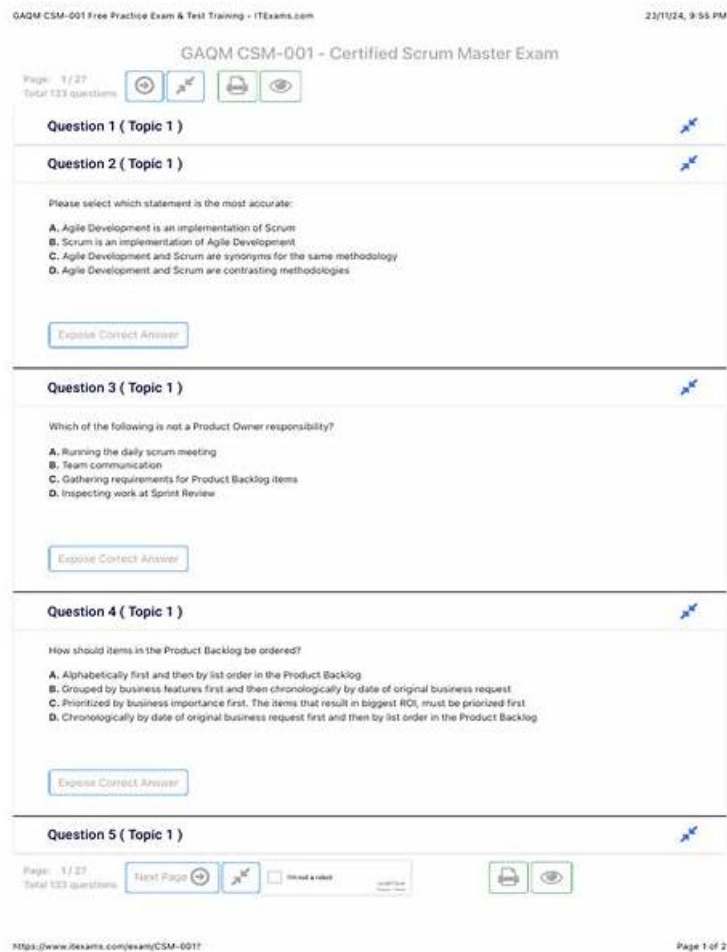 GAQM CSM-001 Free Practice Exam & Test Training - ITExams.com 23/11/24, 9:55 PM
GAQM CSM-001 - Certified Scrum Master Exam
Page: 1/27
Total 133 questions
Question 1 ( Topic 1 )
Question 2 ( Topic 1 )
Please select which statement is the most accurate:
A. Agile Development is an implementation of Scrum
B. Scrum is an implementation of Agile Development
C. Agile Development and Scrum are synonyms for the same methodology
D. Agile Development and Scrum are contrasting methodologies
Expose Correct Answer
Question 3 ( Topic 1 )
Which of the following is not a Product Owner responsibility?
A. Running the daily scrum meeting
B. Team communication
C. Gathering requirements for Product Backlog items
D. Inspecting work at Sprint Review
Expose Correct Answer
Question 4 ( Topic 1 )
How should items in the Product Backlog be ordered?
A. Alphabetically first and then by list order in the Product Backlog
B. Grouped by business features first and then chronologically by date of original business request
C. Prioritized by business importance first. The items that result in biggest ROI, must be priorized first
D. Chronologically by date of original business request first and then by list order in the Product Backlog
Expose Correct Answer
Question 5 ( Topic 1 )
Page: 1/27
Total 133 questions
Next Page
I'm not a robot
https://www.itexams.com/exam/CSM-001? Page 1 of 2